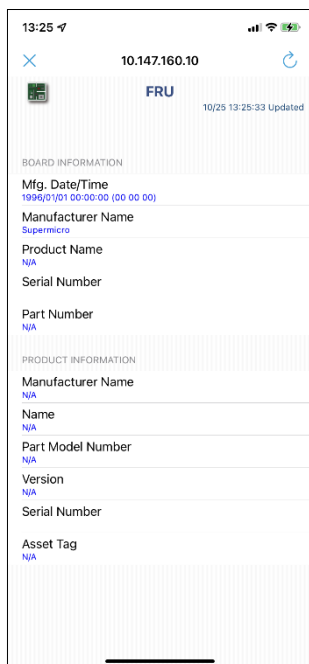 13:25
10.147.160.10
FRU
10/25 13:25:33 Updated
BOARD INFORMATION
Mfg. Date/Time
1996/01/01 00:00:00 (00 00 00)
Manufacturer Name
Supermicro
Product Name
N/A
Serial Number
Part Number
N/A
PRODUCT INFORMATION
Manufacturer Name
N/A
Name
N/A
Part Model Number
N/A
Version
N/A
Serial Number
Asset Tag
N/A